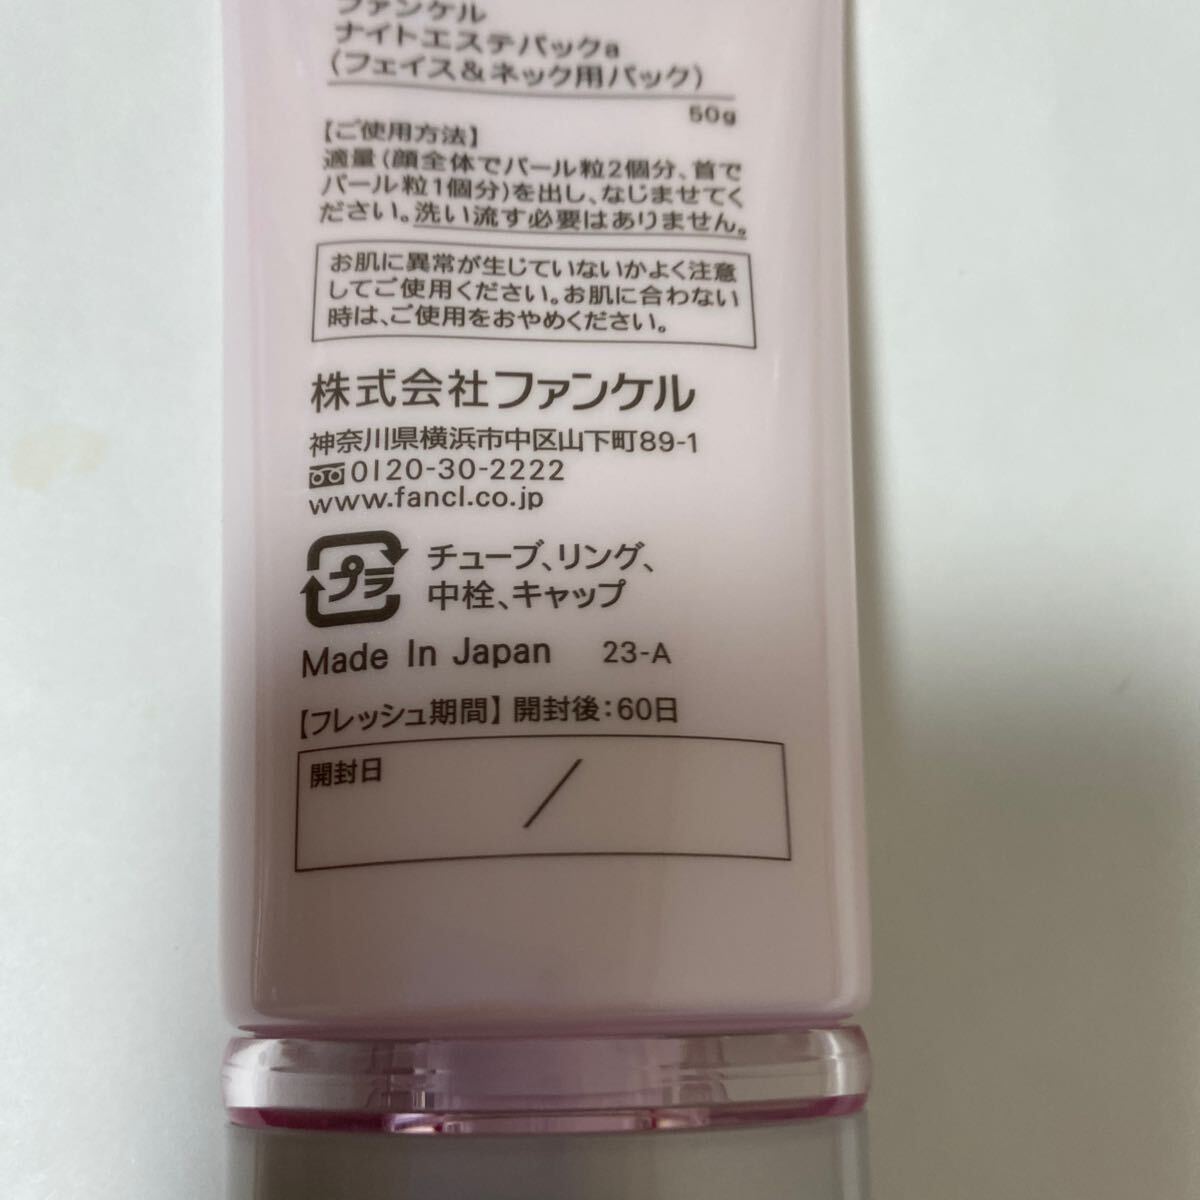 ファンケル
ナイトエステパックa
(フェイス&ネック用パック)
50g
【ご使用方法】
適量(顔全体でパール粒2個分、首で
パール粒1個分)を出し、なじませてく
ださい。洗い流す必要はありません。
お肌に異常が生じていないかよく注意
してご使用ください。お肌に合わない
時は、ご使用をおやめください。
株式会社ファンケル
神奈川県横浜市中区山下町89-1
0120-30-2222
www.fancl.co.jp
プラ
チューブ、リング、
中栓、キャップ
Made In Japan 23-A
【フレッシュ期間】開封後:60日
開封日 /